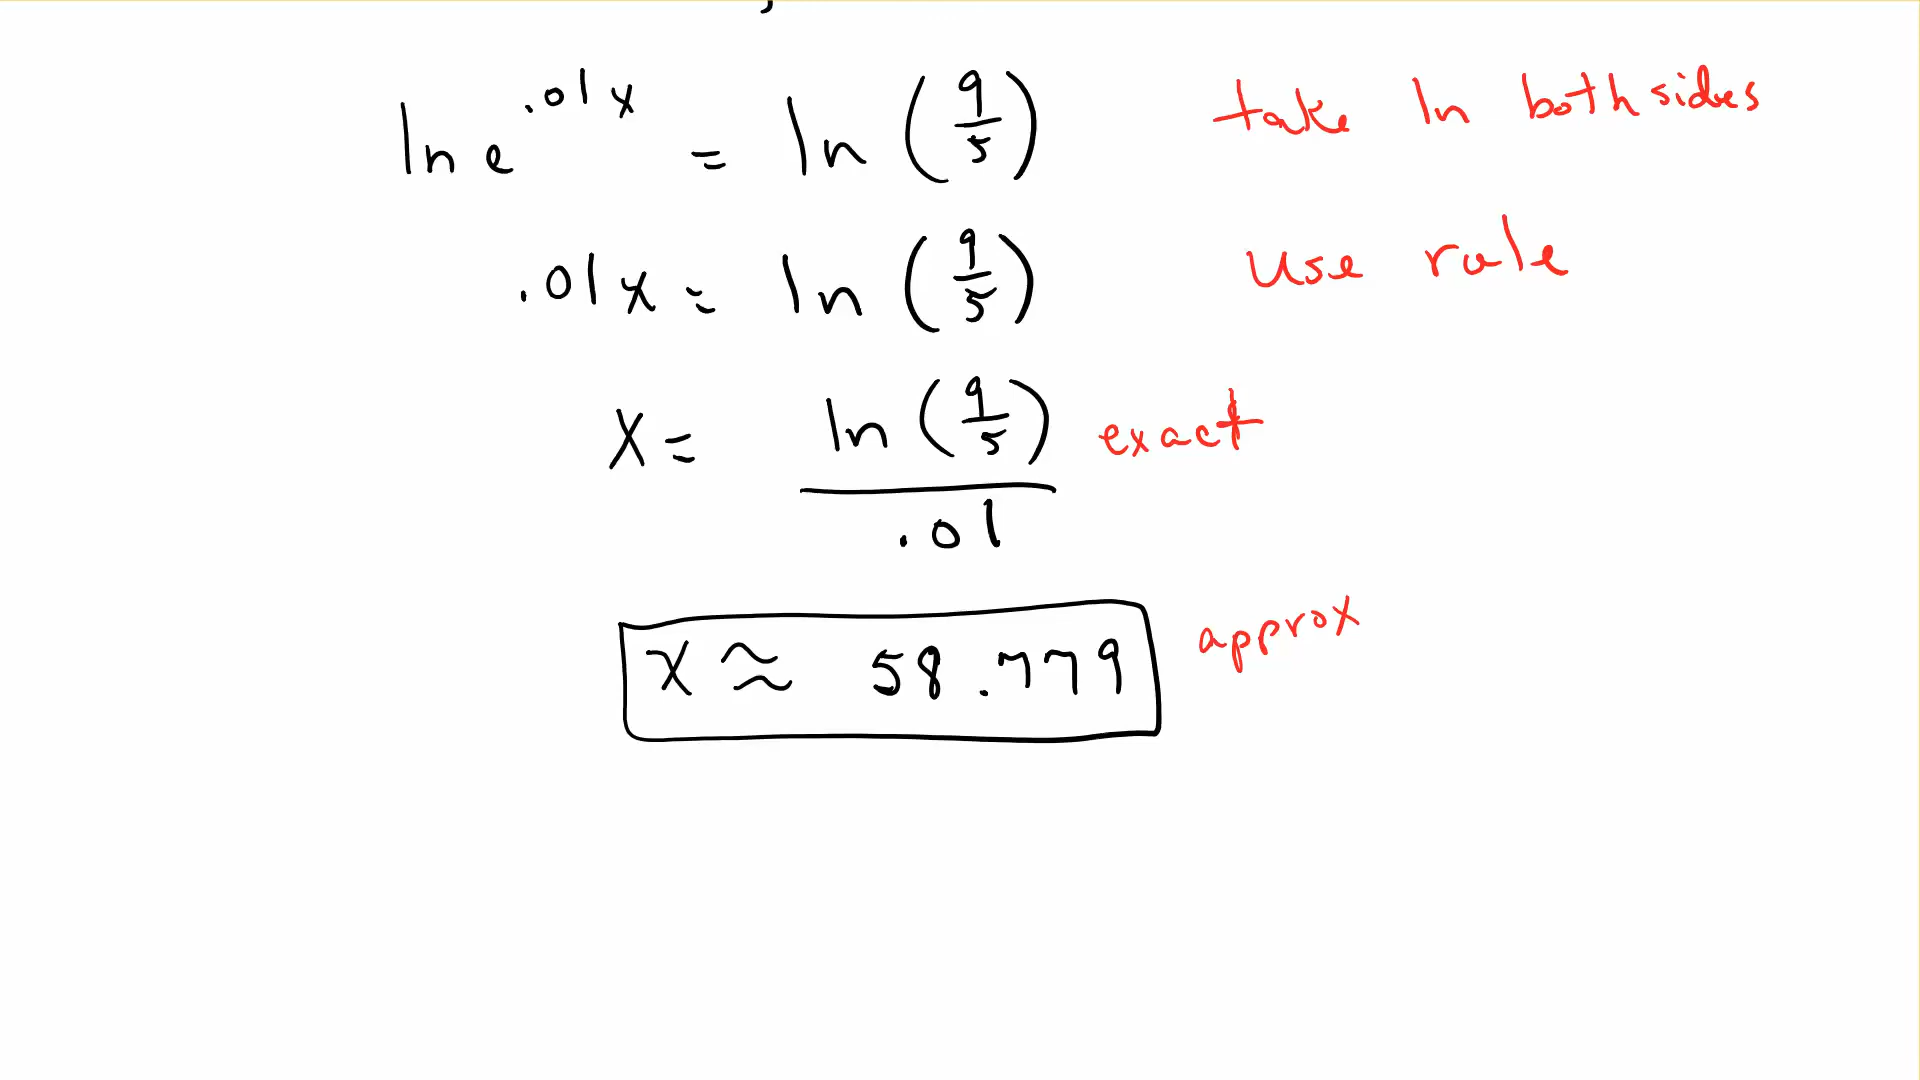 ln e^.01x = ln (9/5) take ln both sides
.01x = ln (9/5) use rule
x = ln (9/5) / .01 exact
x ≈ 58.779 approx